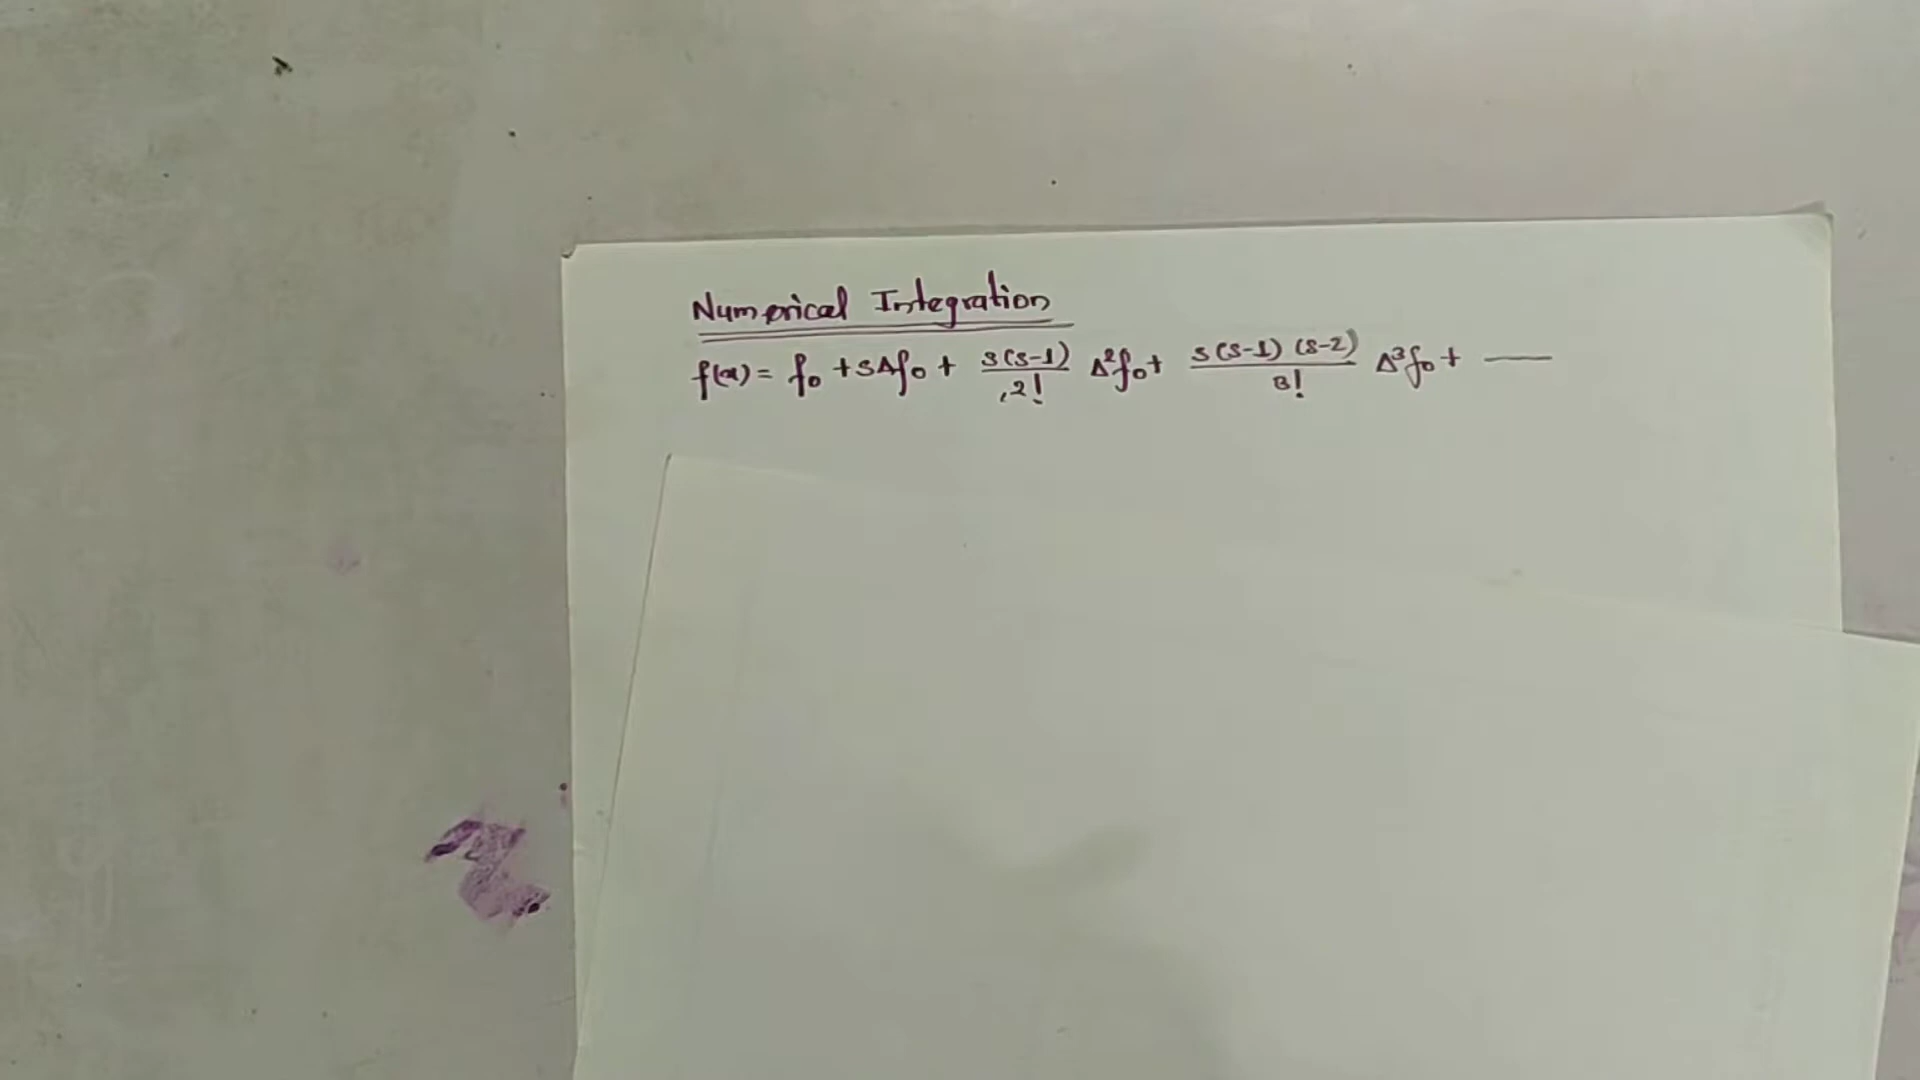 Numerical Integration
f(x) = f₀ + sΔf₀ + s(s-1)/2! Δ²f₀ + s(s-1)(s-2)/3! Δ³f₀ + —